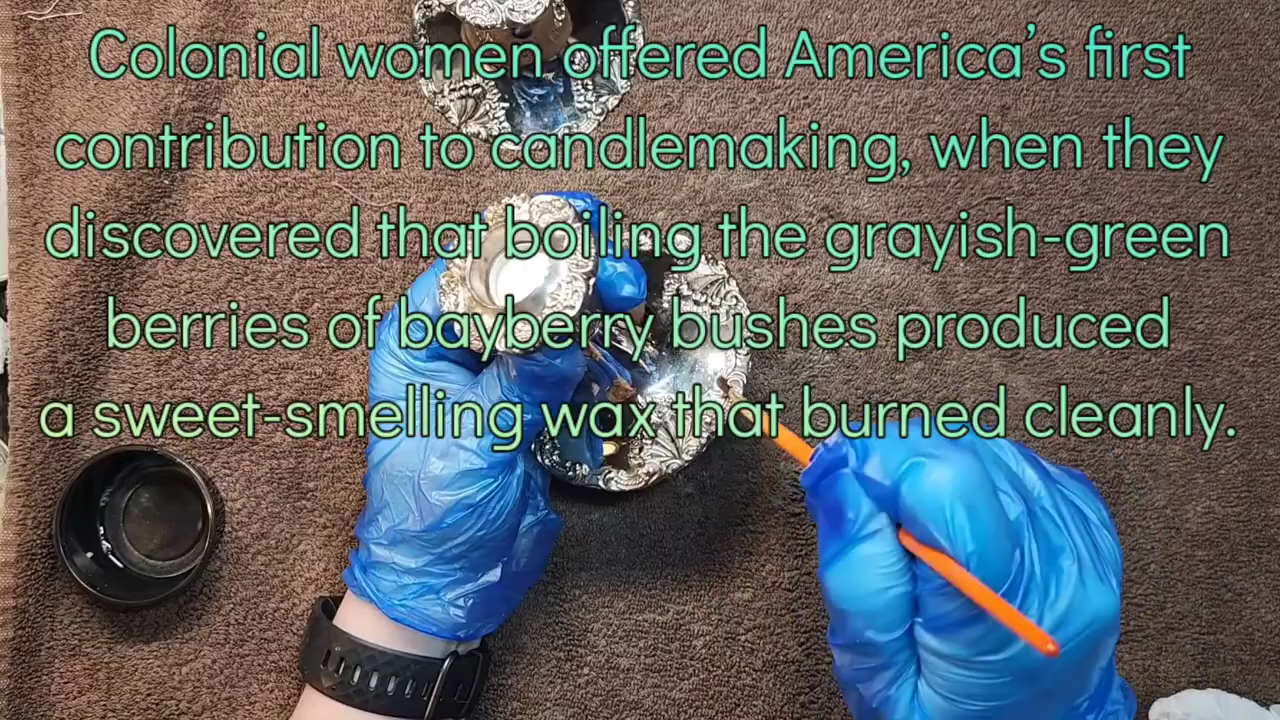 Colonial women offered America’s first
contribution to candlemaking, when they
discovered that boiling the grayish-green
berries of bayberry bushes produced
a sweet-smelling wax that burned cleanly.